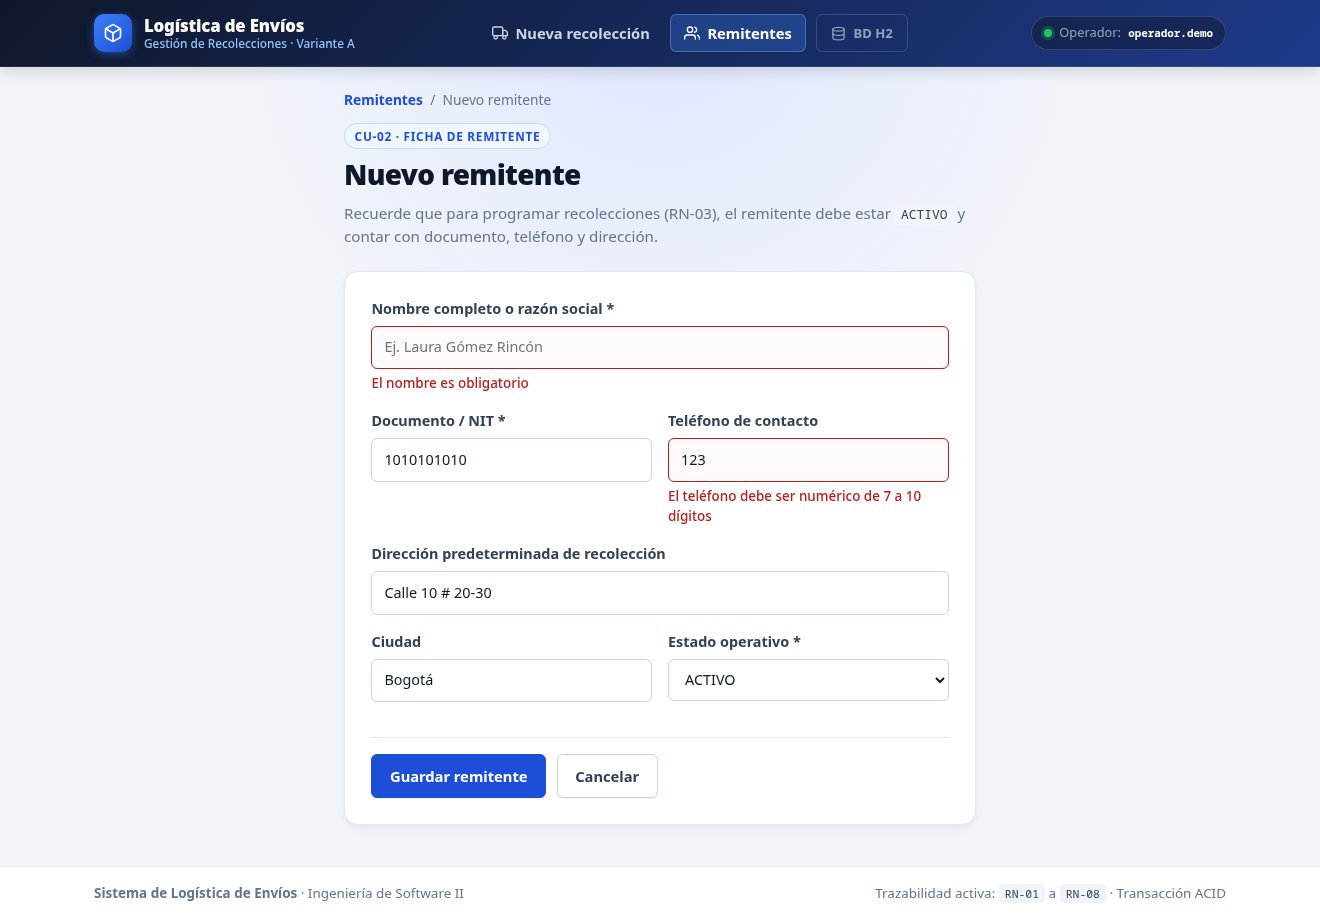 Logística de Envíos
Gestión de Recolecciones · Variante A
Nueva recolección
Remitentes
BD H2
Operador: operador.demo
Remitentes / Nuevo remitente
CU-02 · FICHA DE REMITENTE
Nuevo remitente
Recuerde que para programar recolecciones (RN-03), el remitente debe estar ACTIVO y
contar con documento, teléfono y dirección.
Nombre completo o razón social *
Ej. Laura Gómez Rincón
El nombre es obligatorio
Documento / NIT *
1010101010
Teléfono de contacto
123
El teléfono debe ser numérico de 7 a 10
dígitos
Dirección predeterminada de recolección
Calle 10 # 20-30
Ciudad
Bogotá
Estado operativo *
ACTIVO
Guardar remitente
Cancelar
Sistema de Logística de Envíos · Ingeniería de Software II
Trazabilidad activa: RN-01 a RN-08 · Transacción ACID